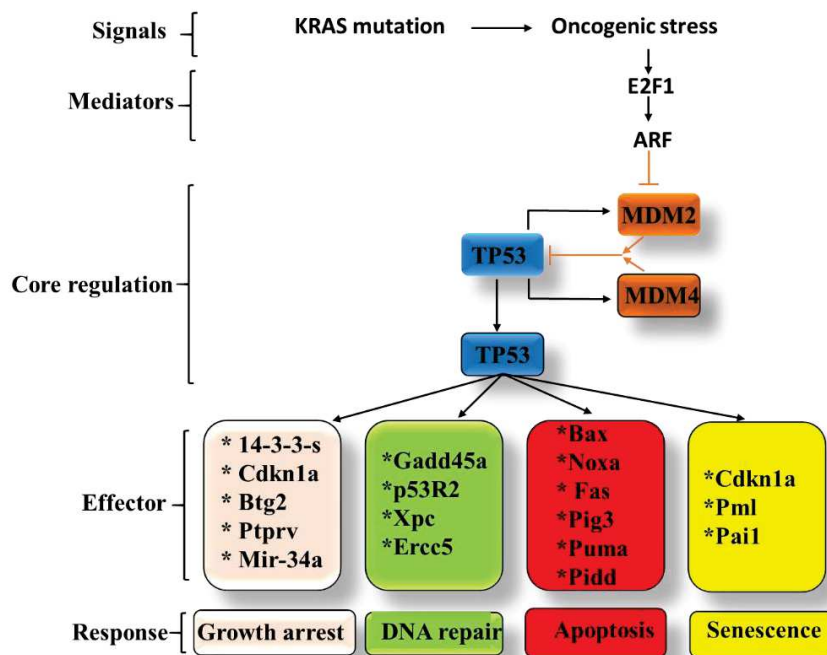 Signals
KRAS mutation
Oncogenic stress
Mediators
E2F1
ARF
Core regulation
MDM2
TP53
MDM4
TP53
Effector
* 14-3-3-s
* Cdkn1a
* Btg2
* Ptprv
* Mir-34a
*Gadd45a
*p53R2
*Xpc
*Ercc5
*Bax
*Noxa
* Fas
*Pig3
*Puma
*Pidd
*Cdkn1a
*Pml
*Pai1
Response
Growth arrest
DNA repair
Apoptosis
Senescence